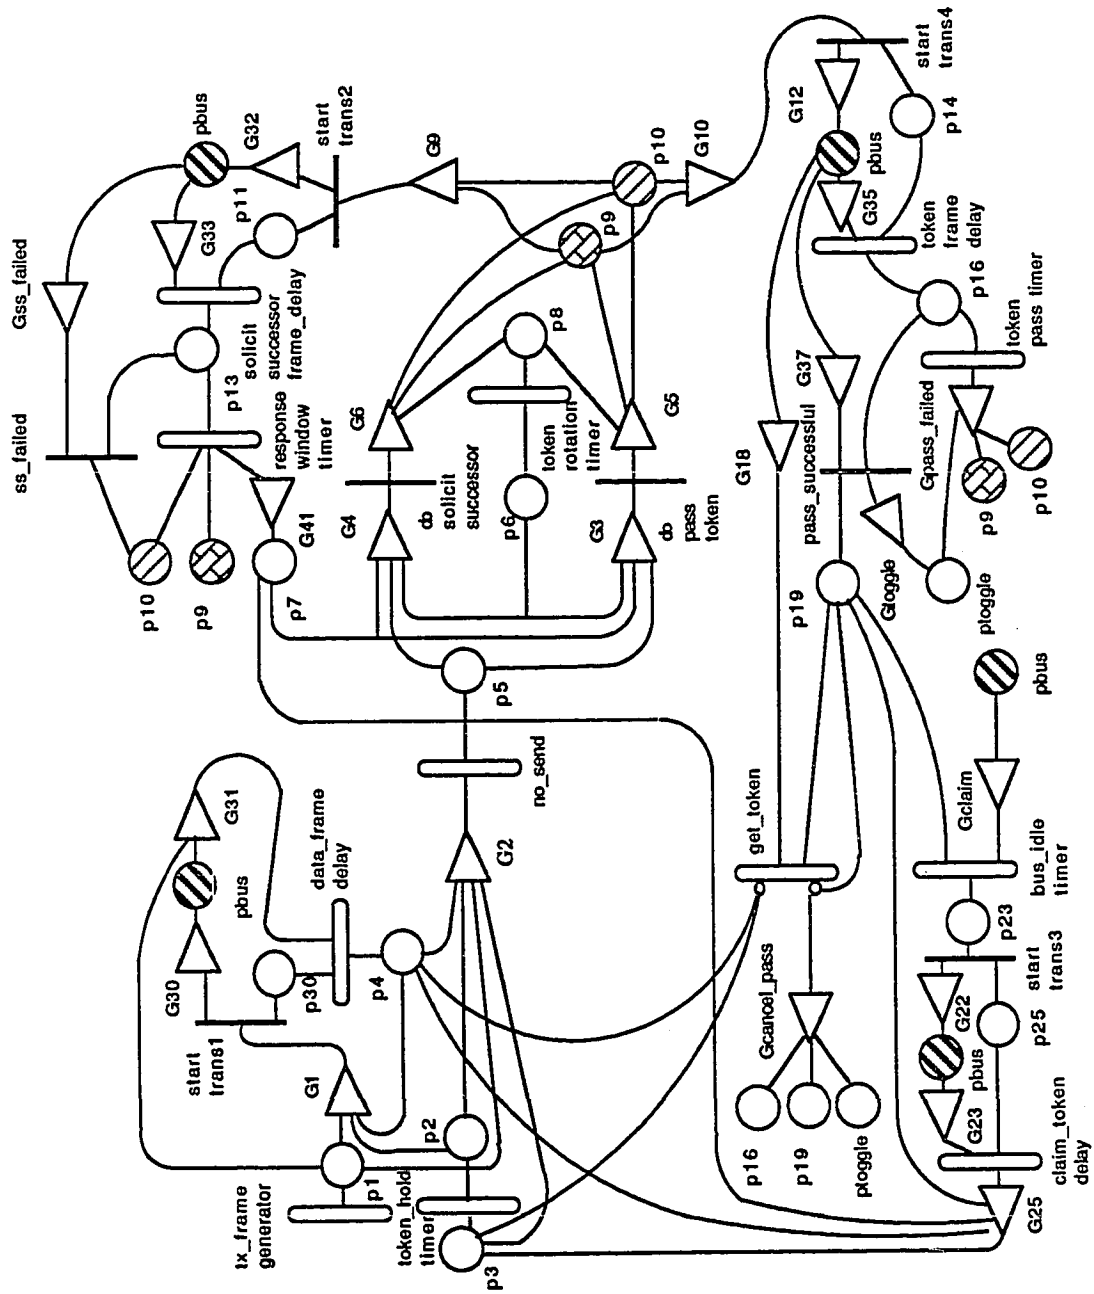 ss_failed
Gss_failed
p10
p9
p7
G41
response
window
timer
p13
solicit
successor
frame_delay
G33
p11
pbus
G32
start
trans2
G31
G30
pbus
start
trans1
p30
data_frame
delay
G1
p4
tx_frame
generator
p1
p2
token_hold
timer
p3
G2
no_send
p5
G4
do
solicit
successor
G6
p6
token
rotation
timer
p8
G3
do
pass
token
G5
G9
p9
p10
G10
get_token
Gcancel_pass
p16
p19
ptoggle
G18
G37
p19
pass_successful
Gtoggle
ptoggle
Gpass_failed
p9
p10
token
pass timer
p16
token
frame
delay
G35
pbus
G12
p14
start
trans4
pbus
Gclaim
bus_idle
timer
p23
start
trans3
G22
pbus
p25
G23
claim_token
delay
G25